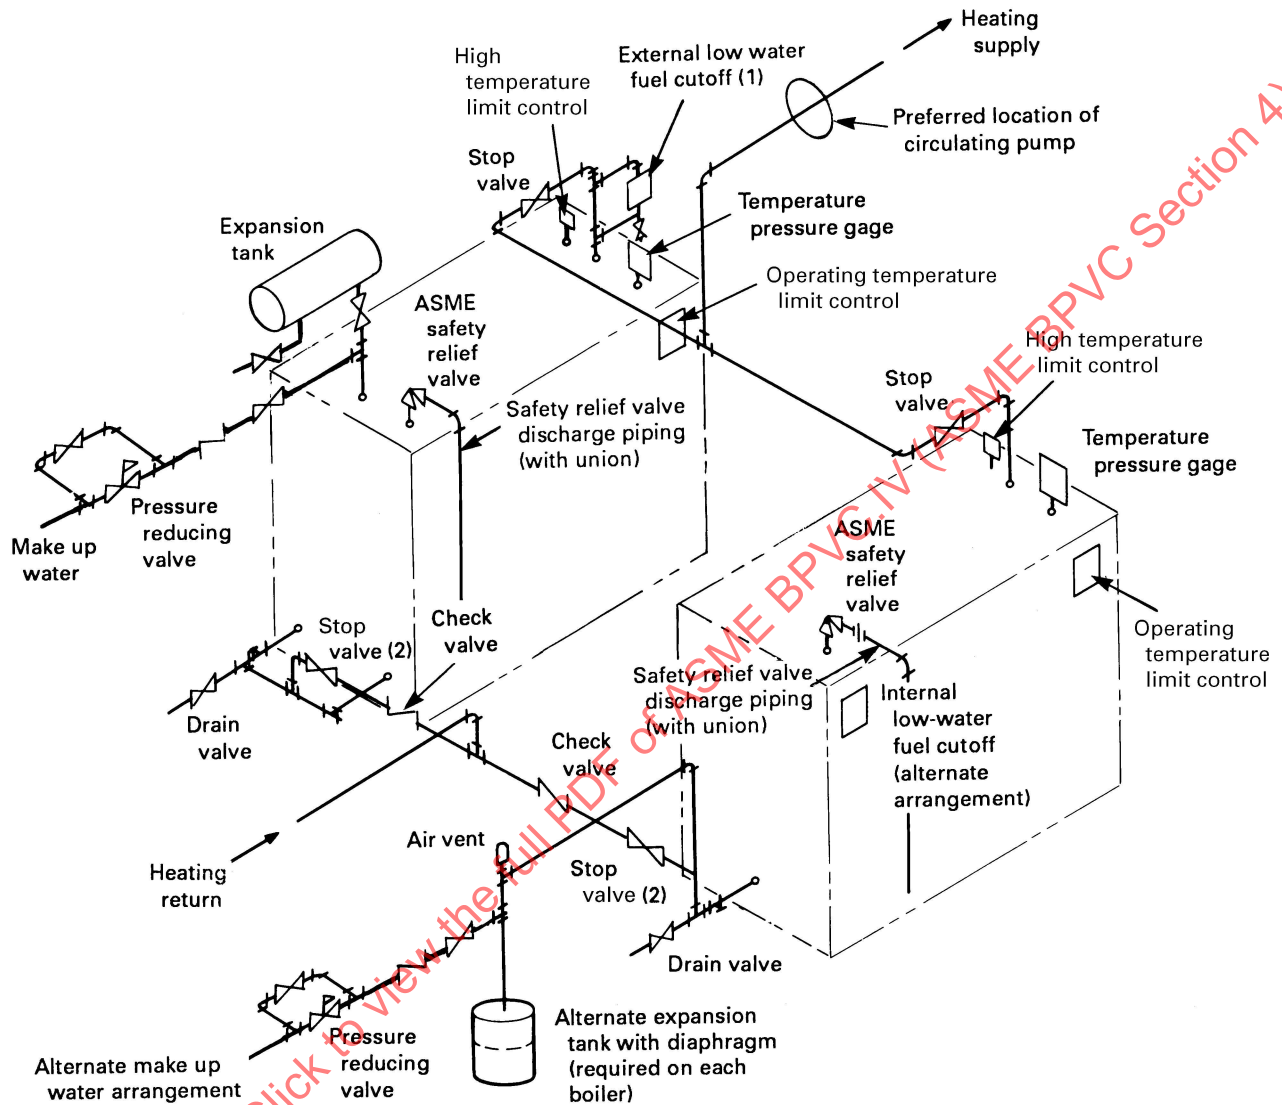 Heating
supply
High
temperature
limit control
External low water
fuel cutoff (1)
Preferred location of
circulating pump
Stop
valve
Temperature
pressure gage
Expansion
tank
Operating temperature
limit control
ASME
safety
relief
valve
High temperature
limit control
Stop
valve
Safety relief valve
discharge piping
(with union)
Temperature
pressure gage
Pressure
reducing
valve
Make up
water
ASME
safety
relief
valve
Check
valve
Stop
valve (2)
Operating
temperature
limit control
Safety relief valve
discharge piping
(with union)
Internal
low-water
fuel cutoff
(alternate
arrangement)
Drain
valve
Check
valve
Air vent
Heating
return
Stop
valve (2)
Drain valve
Alternate expansion
tank with diaphragm
(required on each
boiler)
Pressure
reducing
valve
Alternate make up
water arrangement
Click to view the full PDF of ASME BPVC.IV (ASME BPVC Section 4)